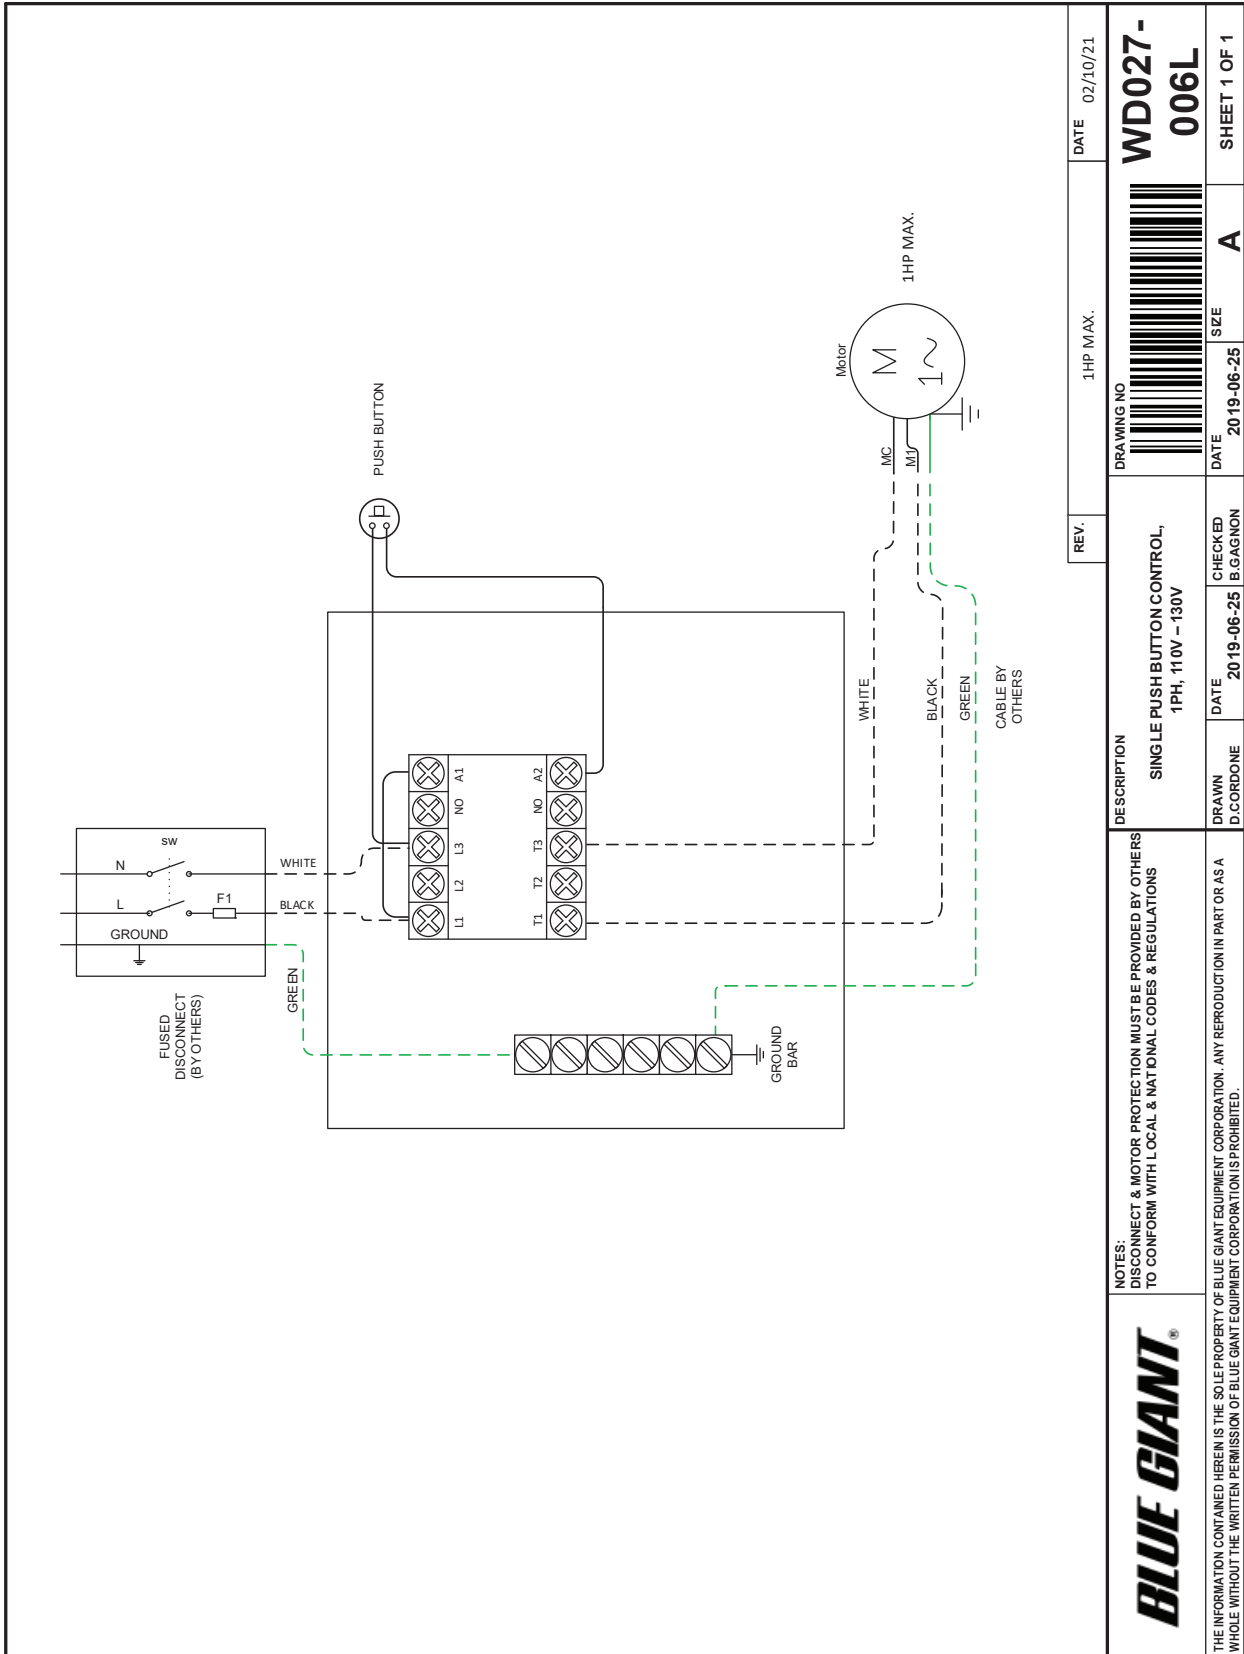 N
SW
L
F1
GROUND
WHITE
BLACK
GREEN
FUSED
DISCONNECT
(BY OTHERS)
PUSH BUTTON
L1
L2
L3
NO
A1
T1
T2
T3
NO
A2
GROUND
BAR
WHITE
BLACK
GREEN
CABLE BY
OTHERS
MC
M1
Motor
M
1~
1HP MAX.
REV.
1HP MAX.
DATE 02/10/21
BLUE GIANT®
NOTES:
DISCONNECT & MOTOR PROTECTION MUST BE PROVIDED BY OTHERS
TO CONFORM WITH LOCAL & NATIONAL CODES & REGULATIONS
DESCRIPTION
SINGLE PUSH BUTTON CONTROL,
1PH, 110V – 130V
DRAWING NO
WD027-
006L
THE INFORMATION CONTAINED HEREIN IS THE SOLE PROPERTY OF BLUE GIANT EQUIPMENT CORPORATION. ANY REPRODUCTION IN PART OR AS A
WHOLE WITHOUT THE WRITTEN PERMISSION OF BLUE GIANT EQUIPMENT CORPORATION IS PROHIBITED.
DRAWN
D.CORDONE
DATE
2019-06-25
CHECKED
B.GAGNON
DATE
2019-06-25
SIZE
A
SHEET 1 OF 1